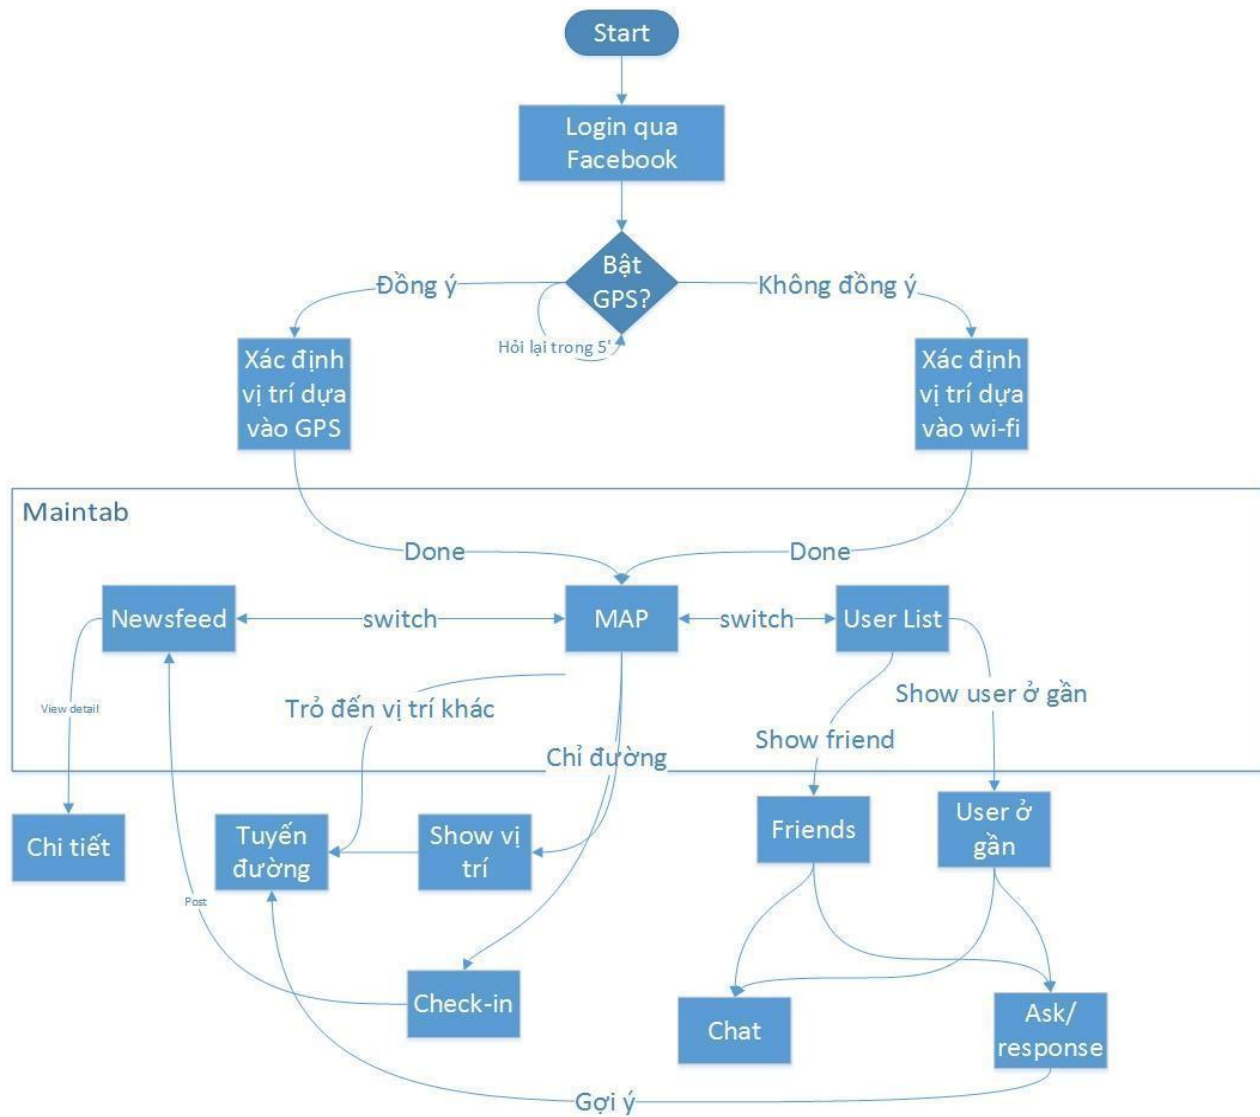 Start
Login qua
Facebook
Bật
GPS?
Đồng ý
Không đồng ý
Hỏi lại trong 5'
Xác định
vị trí dựa
vào GPS
Xác định
vị trí dựa
vào wi-fi
Maintab
Done
Done
Newsfeed
switch
MAP
switch
User List
View detail
Trỏ đến vị trí khác
Show user ở gần
Show friend
Chỉ đường
Chi tiết
Tuyến
đường
Show vị
trí
Friends
User ở
gần
Post
Check-in
Chat
Ask/
response
Gợi ý